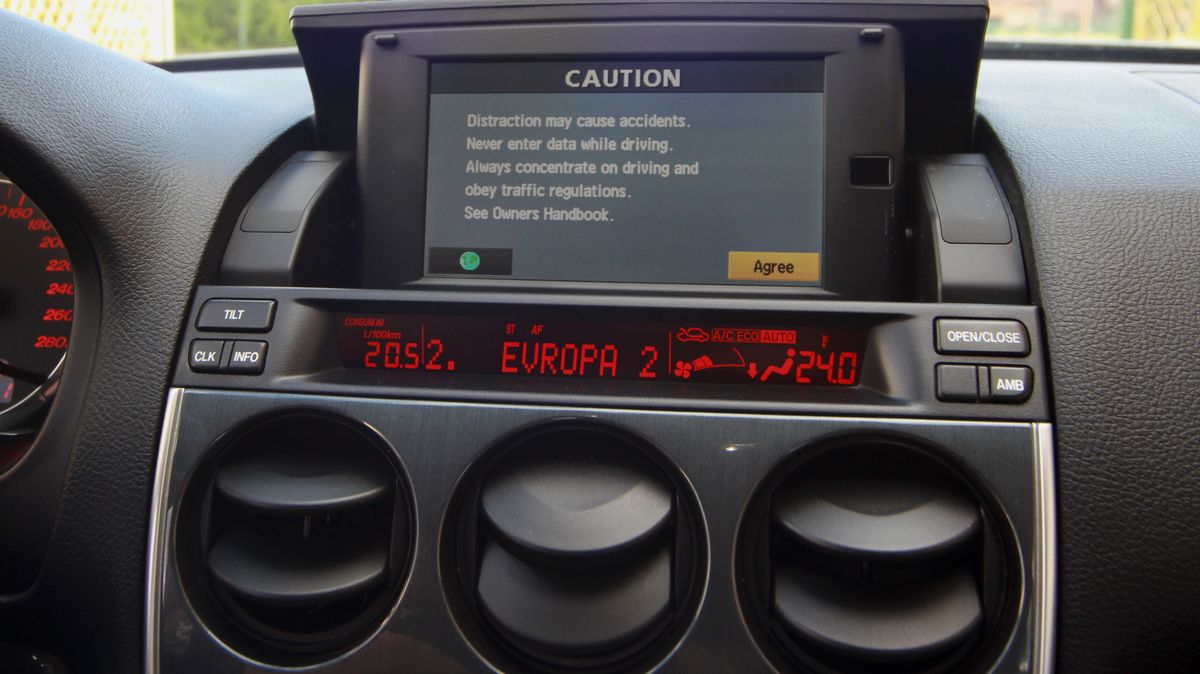 CAUTION
Distraction may cause accidents.
Never enter data while driving.
Always concentrate on driving and
obey traffic regulations.
See Owners Handbook.
Agree
160
180
200
220
240
260
280
TILT
CLK INFO
CONSUM AV
L/100km
20.5 2.
ST AF
EVROPA 2
A/C ECO AUTO
24.0
OPEN/CLOSE
AMB